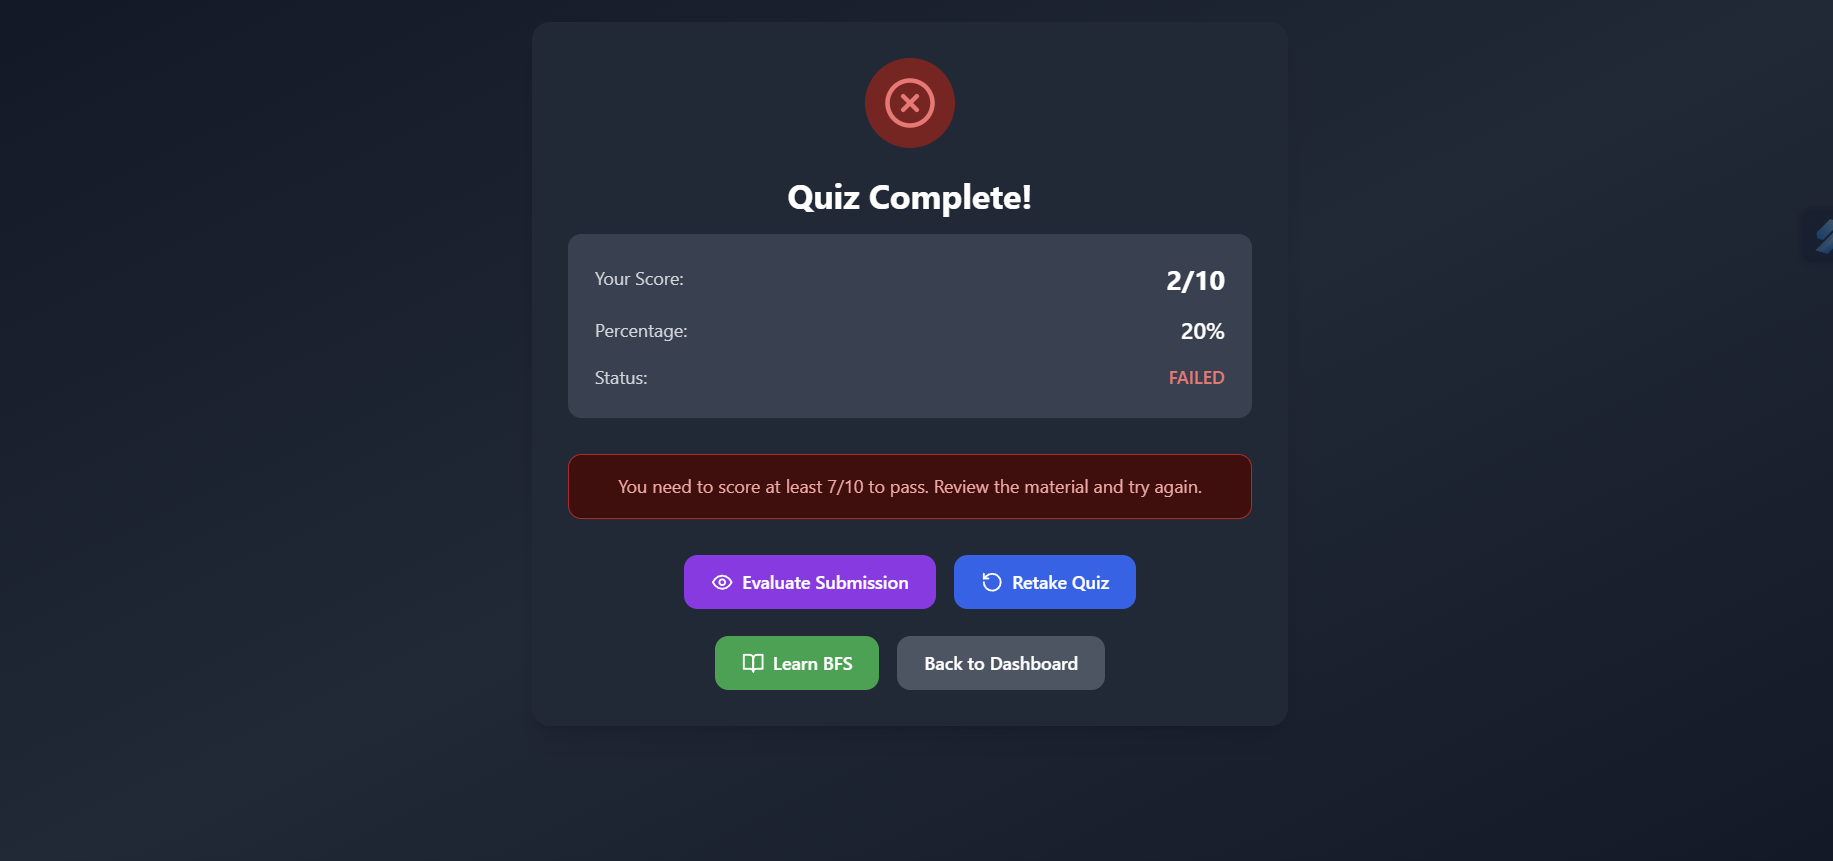 Quiz Complete!
Your Score: 2/10
Percentage: 20%
Status: FAILED
You need to score at least 7/10 to pass. Review the material and try again.
Evaluate Submission Retake Quiz
Learn BFS Back to Dashboard